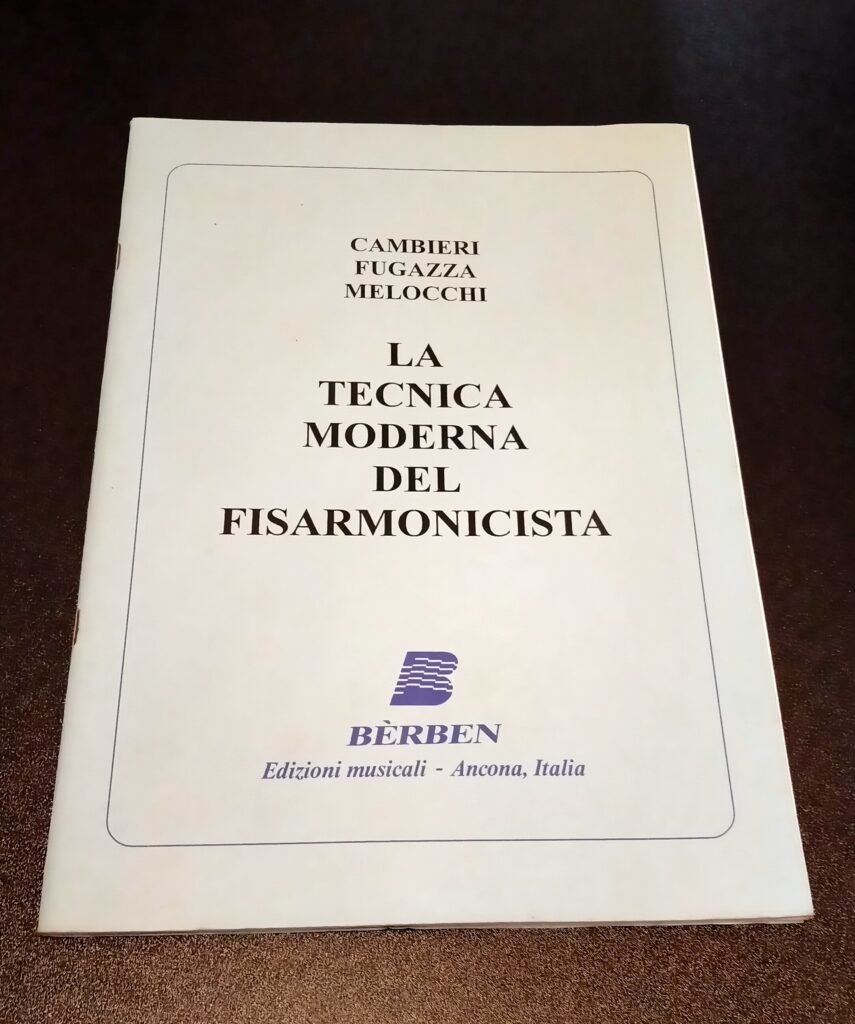 CAMBIERI
FUGAZZA
MELOCCHI
LA
TECNICA
MODERNA
DEL
FISARMONICISTA
B
BÈRBEN
Edizioni musicali - Ancona, Italia